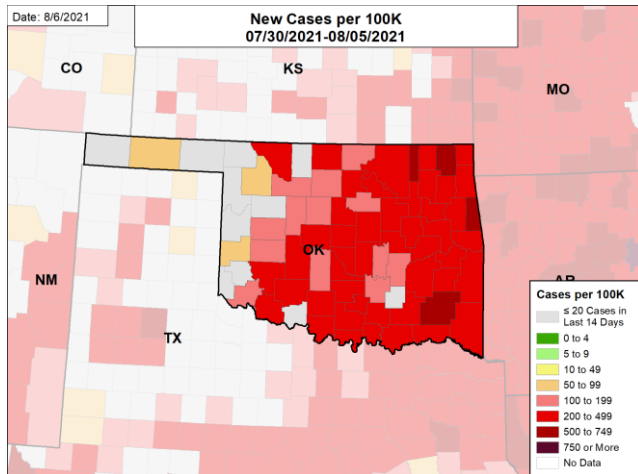 Date: 8/6/2021
New Cases per 100K
07/30/2021-08/05/2021
CO
KS
MO
OK
NM
TX
AR
Cases per 100K
≤ 20 Cases in
Last 14 Days
0 to 4
5 to 9
10 to 49
50 to 99
100 to 199
200 to 499
500 to 749
750 or More
No Data